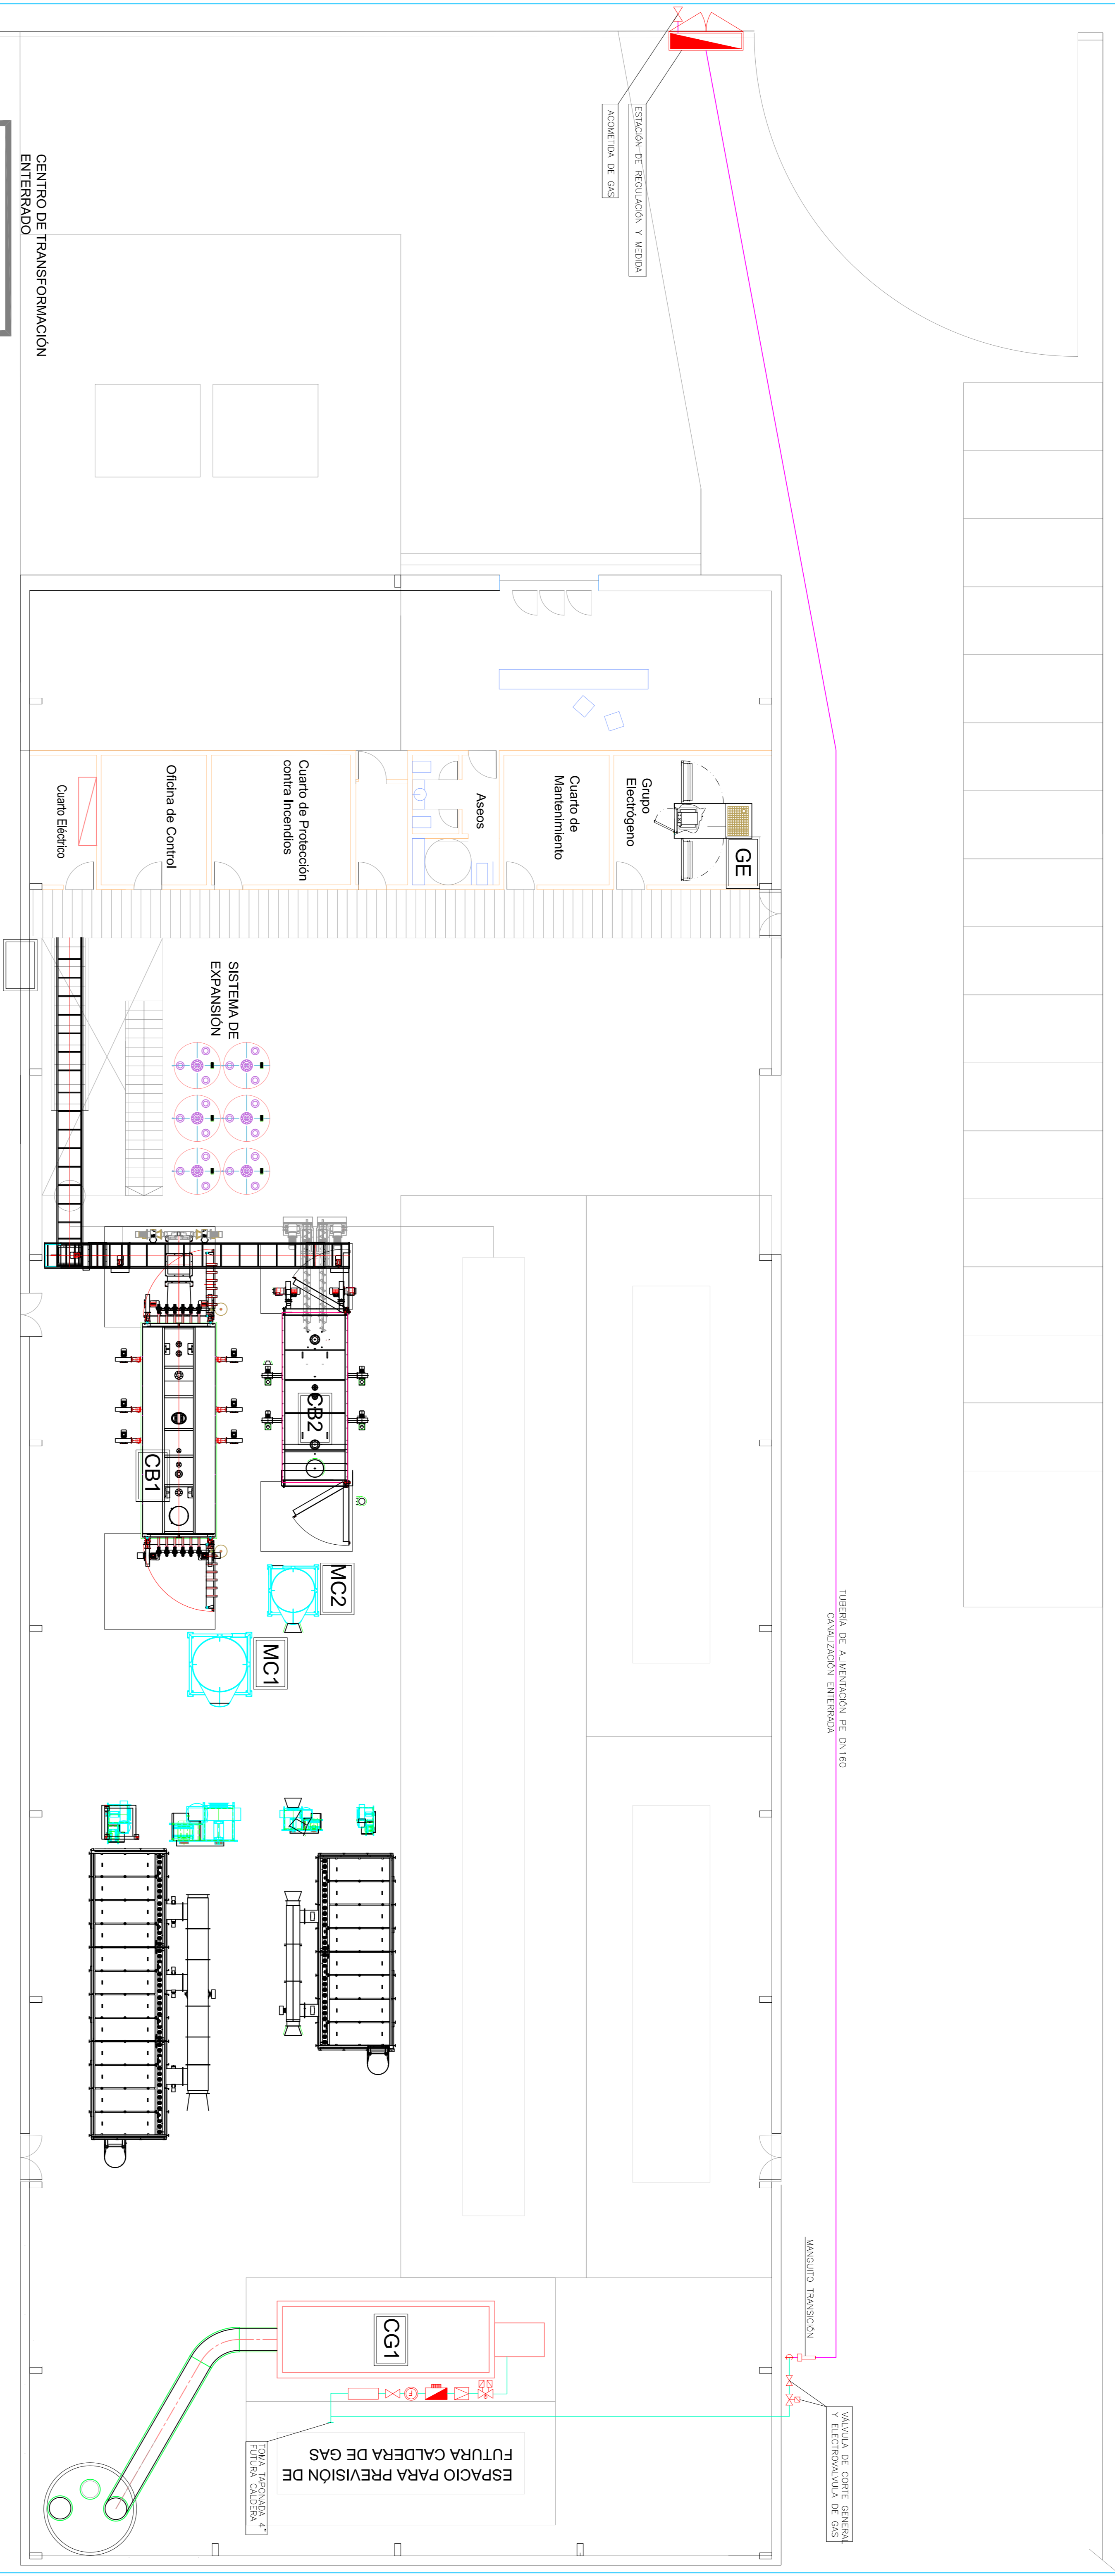 ACOMETIDA DE GAS
ESTACIÓN DE REGULACIÓN Y MEDIDA
CENTRO DE TRANSFORMACIÓN
ENTERRADO
Cuarto Eléctrico
Oficina de Control
Cuarto de Protección
contra Incendios
Aseos
Cuarto de
Mantenimiento
Grupo
Electrógeno
GE
SISTEMA DE
EXPANSIÓN
CB2
CB1
MC2
MC1
TUBERÍA DE ALIMENTACIÓN PE DN160
CANALIZACIÓN ENTERRADA
MANGUITO TRANSICIÓN
CG1
F
VÁLVULA DE CORTE GENERAL
Y ELECTROVALVULA DE GAS
ESPACIO PARA PREVISIÓN DE
FUTURA CALDERA DE GAS
TOMA TAPONADA 4"
FUTURA CALDERA